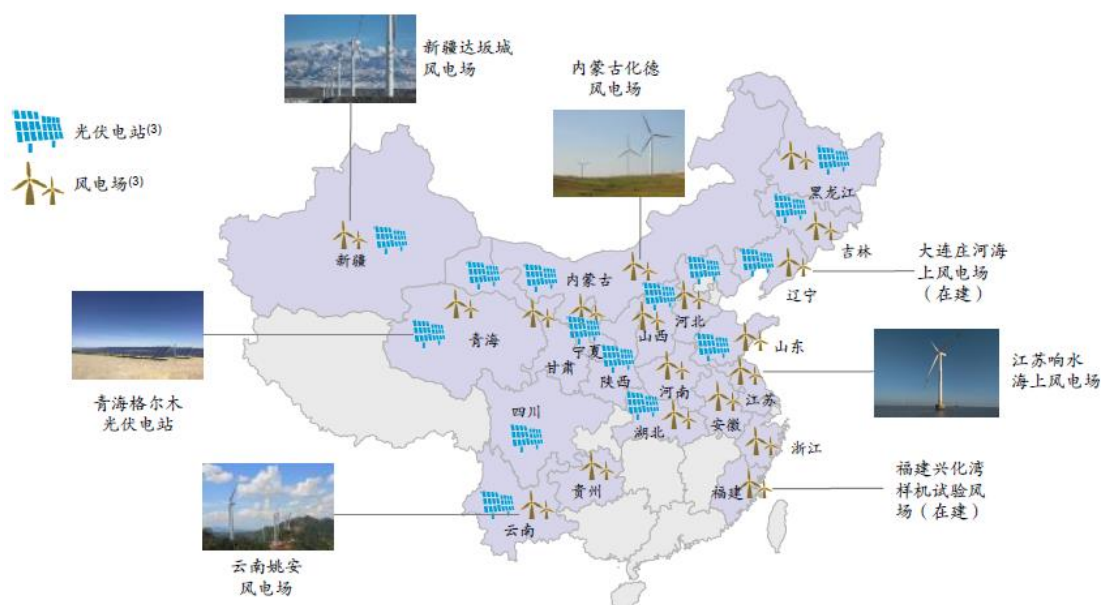 新疆达坂城
风电场
内蒙古化德
风电场
光伏电站(3)
风电场(3)
黑龙江
吉林
大连庄河海
上风电场
（在建）
辽宁
新疆
内蒙古
青海
甘肃
宁夏
陕西
山西
河北
山东
河南
江苏
安徽
江苏响水
海上风电场
青海格尔木
光伏电站
四川
湖北
浙江
贵州
福建
福建兴化湾
样机试验风
场（在建）
云南
云南姚安
风电场